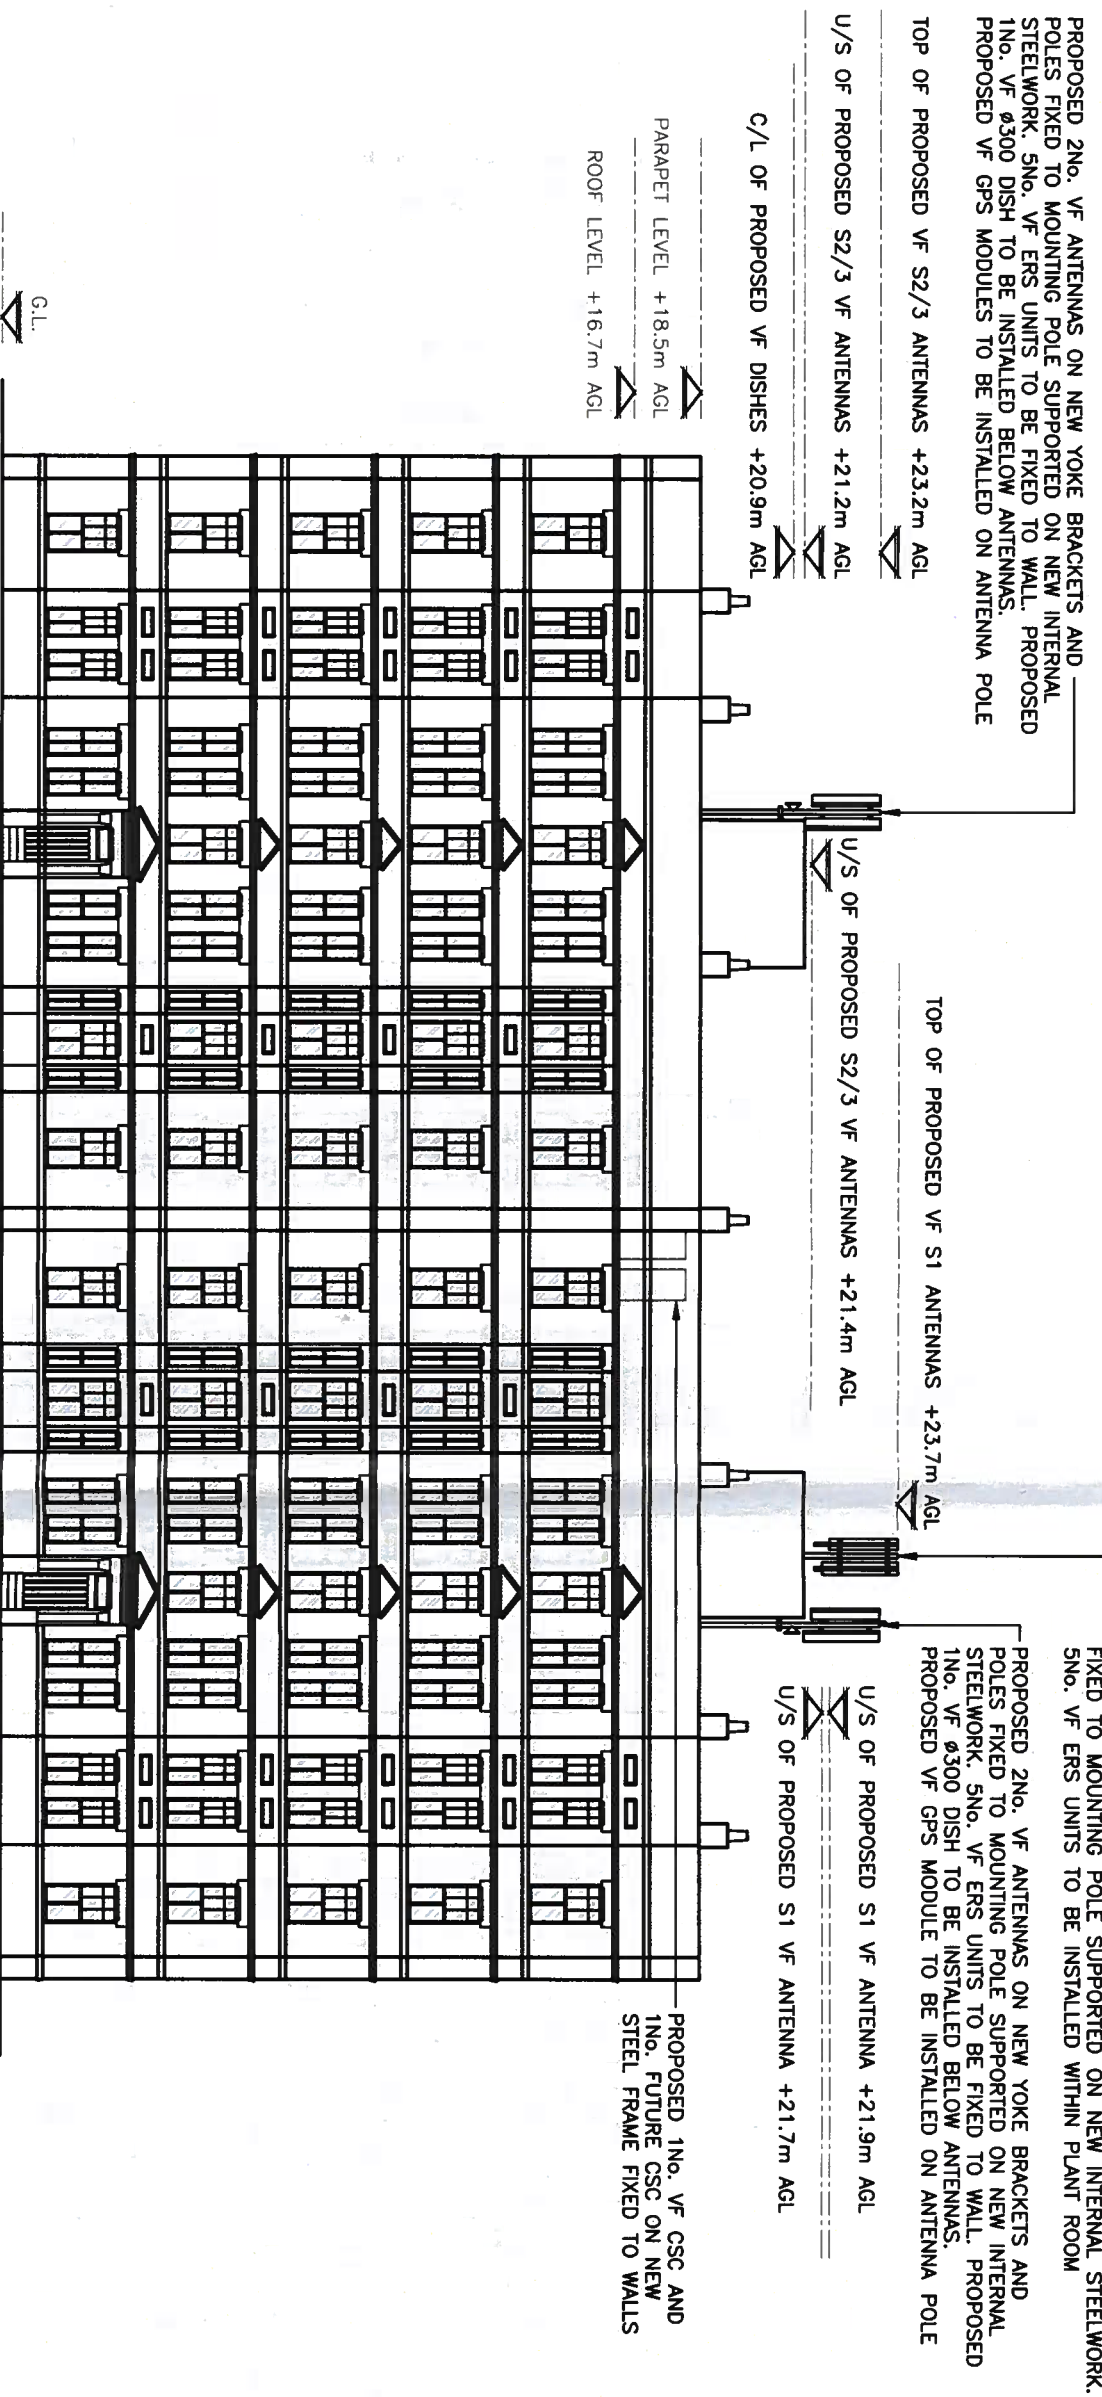 PROPOSED 2No. VF ANTENNAS ON NEW YOKE BRACKETS AND
POLES FIXED TO MOUNTING POLE SUPPORTED ON NEW INTERNAL
STEELWORK. 5No. VF ERS UNITS TO BE FIXED TO WALL. PROPOSED
1No. VF ø300 DISH TO BE INSTALLED BELOW ANTENNAS.
PROPOSED VF GPS MODULES TO BE INSTALLED ON ANTENNA POLE
TOP OF PROPOSED VF S2/3 ANTENNAS +23.2m AGL
U/S OF PROPOSED S2/3 VF ANTENNAS +21.2m AGL
C/L OF PROPOSED VF DISHES +20.9m AGL
PARAPET LEVEL +18.5m AGL
ROOF LEVEL +16.7m AGL
G.L.
TOP OF PROPOSED VF S1 ANTENNAS +23.7m AGL
U/S OF PROPOSED S2/3 VF ANTENNAS +21.4m AGL
FIXED TO MOUNTING POLE SUPPORTED ON NEW INTERNAL STEELWORK.
5No. VF ERS UNITS TO BE INSTALLED WITHIN PLANT ROOM
PROPOSED 2No. VF ANTENNAS ON NEW YOKE BRACKETS AND
POLES FIXED TO MOUNTING POLE SUPPORTED ON NEW INTERNAL
STEELWORK. 5No. VF ERS UNITS TO BE FIXED TO WALL. PROPOSED
1No. VF ø300 DISH TO BE INSTALLED BELOW ANTENNAS.
PROPOSED VF GPS MODULE TO BE INSTALLED ON ANTENNA POLE
U/S OF PROPOSED S1 VF ANTENNA +21.9m AGL
U/S OF PROPOSED S1 VF ANTENNA +21.7m AGL
PROPOSED 1No. VF CSC AND
1No. FUTURE CSC ON NEW
STEEL FRAME FIXED TO WALLS